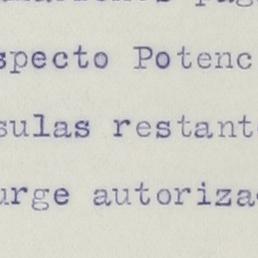 specto Potenc
sulas restant
urge autoriza